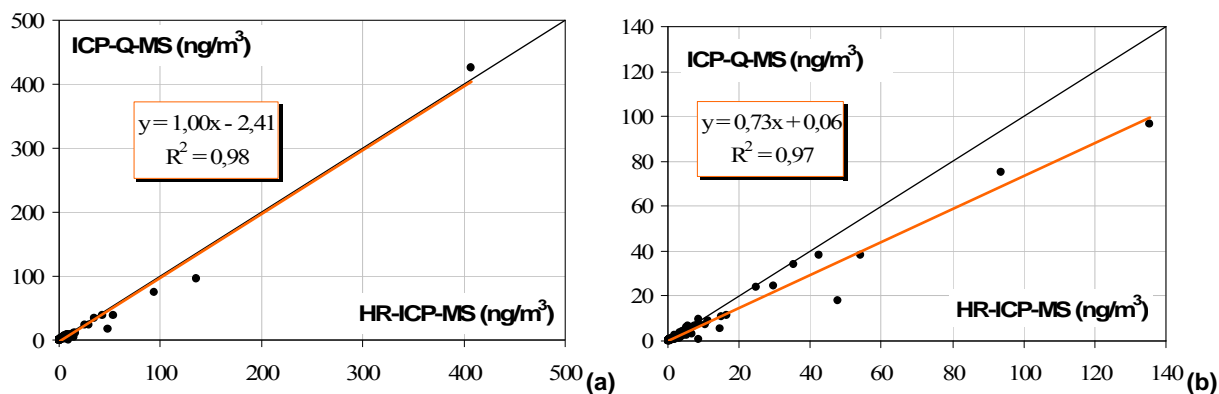 500
400
300
200
100
0
ICP-Q-MS (ng/m³)
y = 1,00x - 2,41
R² = 0,98
HR-ICP-MS (ng/m³)
0 100 200 300 400 500
(a)
140
120
100
80
60
40
20
0
ICP-Q-MS (ng/m³)
y = 0,73x + 0,06
R² = 0,97
HR-ICP-MS (ng/m³)
0 20 40 60 80 100 120 140
(b)